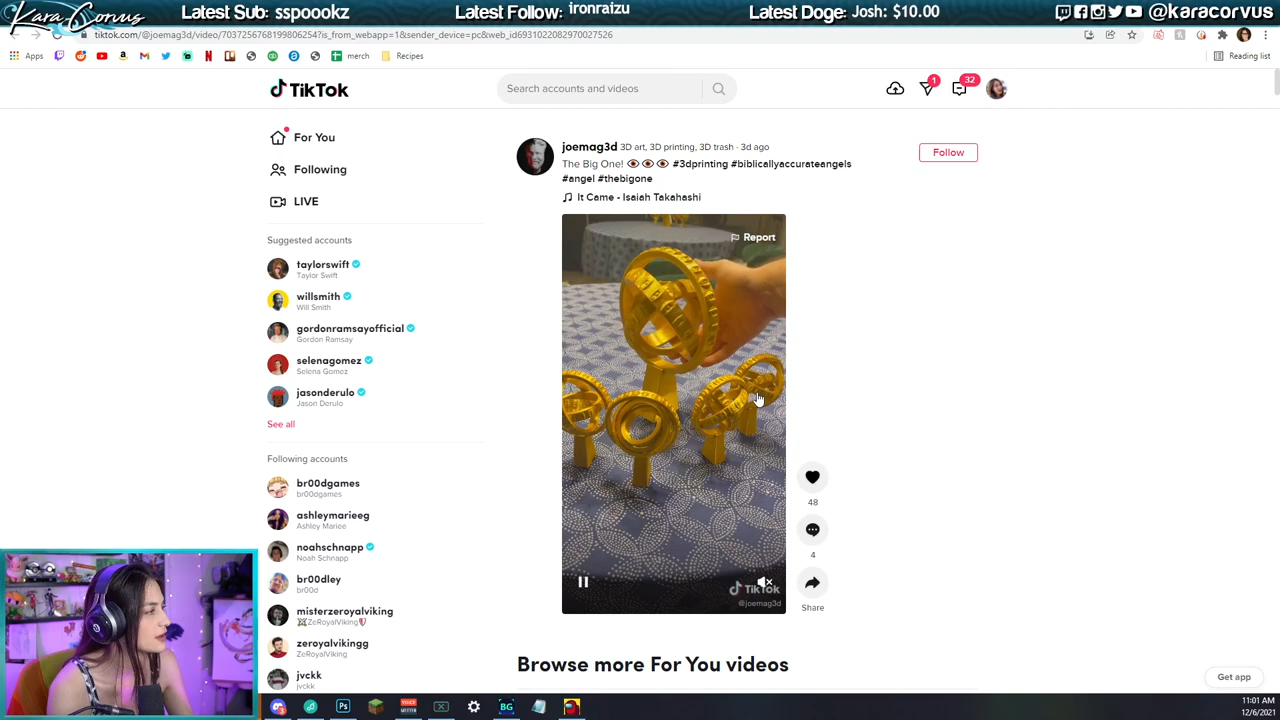 Kara Corvus
Latest Sub: sspookz
Latest Follow: ironraizu
Latest Doge: Josh: $10.00
@karacorvus
tiktok.com/@joemag3d/video/7037256768199806254?is_from_webapp=1&sender_device=pc&web_id6931022082970027526
Apps
merch
Recipes
Reading list
TikTok
Search accounts and videos
1
32
For You
Following
LIVE
Suggested accounts
taylorswift
Taylor Swift
willsmith
Will Smith
gordonramsayofficial
Gordon Ramsay
selenagomez
Selena Gomez
jasonderulo
Jason Derulo
See all
Following accounts
br00dgames
br00dgames
ashleymarieeg
Ashley Mariee
noahschnapp
Noah Schnapp
br00dley
br00d
misterzeroyalviking
ZeRoyalViking
zeroyalvikingg
ZeRoyalViking
jvckk
jvckk
joemag3d 3D art, 3D printing, 3D trash · 3d ago
Follow
The Big One! 👁️👁️👁️ #3dprinting #biblicallyaccurateangels
#angel #thebigone
It Came - Isaiah Takahashi
Report
TikTok
@joemag3d
48
4
Share
Browse more For You videos
Get app
Ps
VOICE
MEETER
BG
11:01 AM
12/6/2021